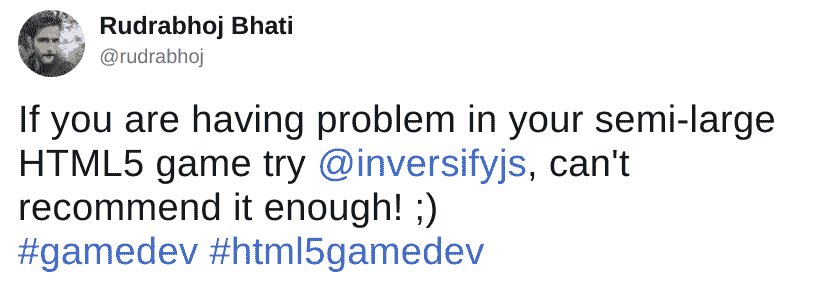 Rudrabhoj Bhati
@rudrabhoj
If you are having problem in your semi-large
HTML5 game try @inversifyjs, can't
recommend it enough! ;)
#gamedev #html5gamedev